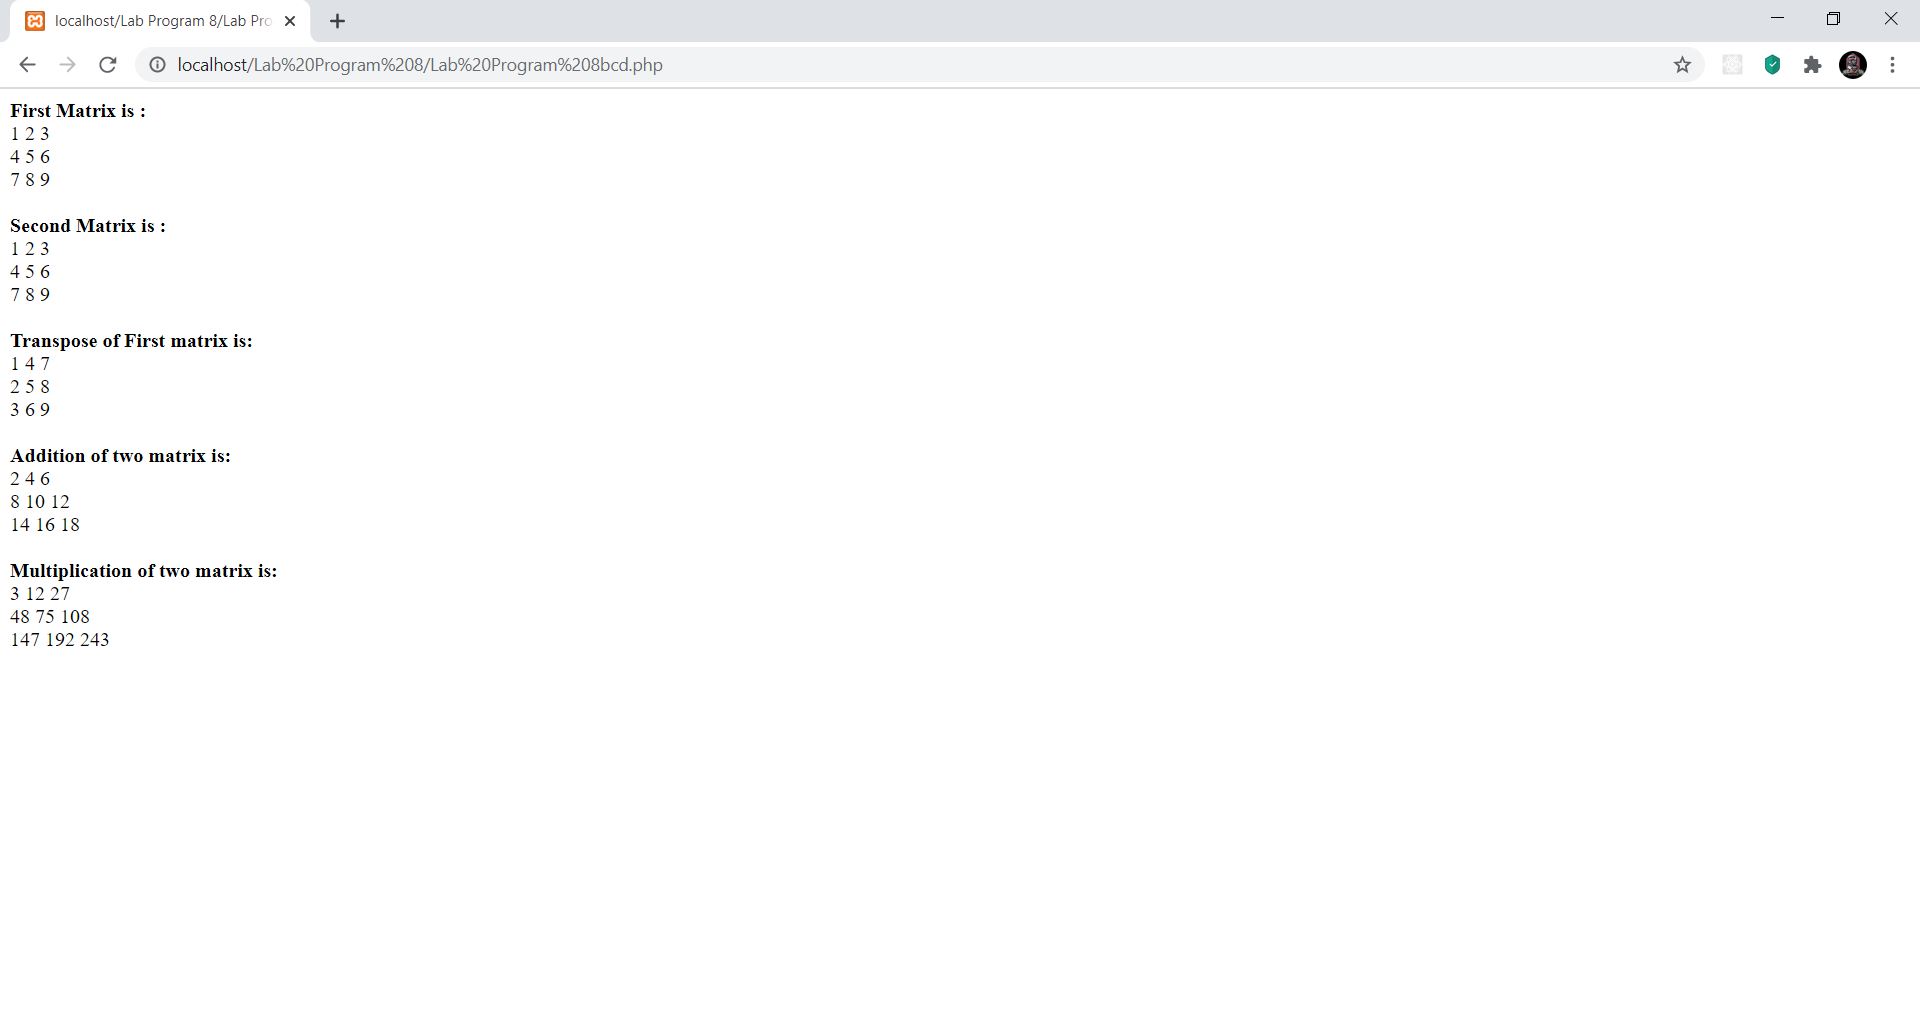 localhost/Lab Program 8/Lab Pro
localhost/Lab%20Program%208/Lab%20Program%208bcd.php
First Matrix is :
1 2 3
4 5 6
7 8 9
Second Matrix is :
1 2 3
4 5 6
7 8 9
Transpose of First matrix is:
1 4 7
2 5 8
3 6 9
Addition of two matrix is:
2 4 6
8 10 12
14 16 18
Multiplication of two matrix is:
3 12 27
48 75 108
147 192 243